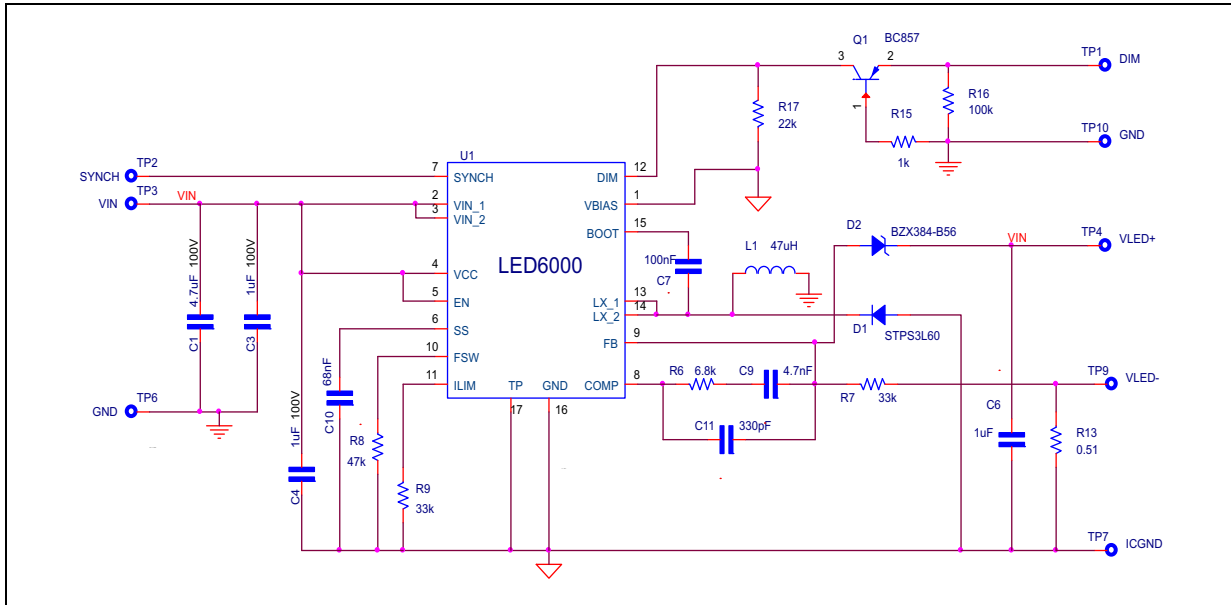 Q1 BC857
3 2
TP1 DIM
1
R17
22k
R15
1k
R16
100k
TP10 GND
U1
TP2
SYNCH
7 SYNCH
DIM 12
TP3
VIN
VIN
2 VIN_1
3 VIN_2
VBIAS 1
BOOT 15
D2
BZX384-B56
VIN
TP4
VLED+
4.7uF 100V
C1
1uF 100V
C3
4 VCC
LED6000
100nF
C7
L1 47uH
5 EN
LX_1 13
LX_2 14
6 SS
FB 9
D1
STPS3L60
10 FSW
R6 6.8k
C9
4.7nF
11 ILIM
TP GND COMP 8
R7
33k
TP9
VLED-
TP6
GND
68nF
C10
17 16
C11 330pF
C6
1uF
R13
0.51
1uF 100V
C4
R8
47k
R9
33k
TP7
ICGND